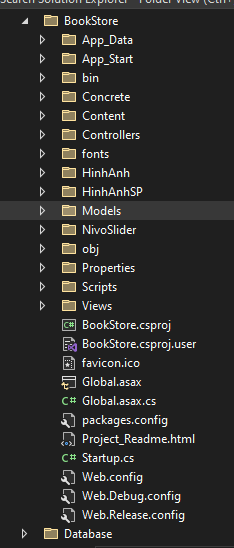 Search Solution Explorer - Folder View (Ctrl+
BookStore
App_Data
App_Start
bin
Concrete
Content
Controllers
fonts
HinhAnh
HinhAnhSP
Models
NivoSlider
obj
Properties
Scripts
Views
BookStore.csproj
BookStore.csproj.user
favicon.ico
Global.asax
Global.asax.cs
packages.config
Project_Readme.html
Startup.cs
Web.config
Web.Debug.config
Web.Release.config
Database